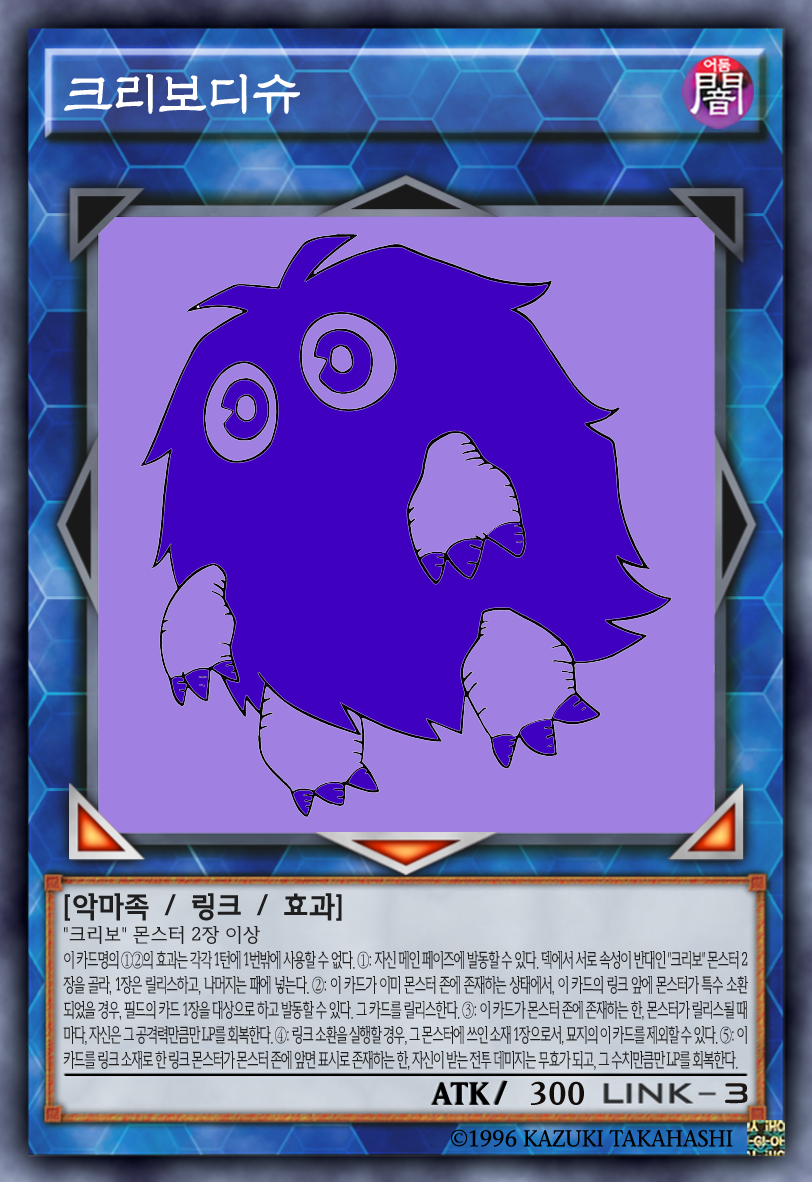 크리보디슈
어둠
闇
[악마족 / 링크 / 효과]
"크리보" 몬스터 2장 이상
이 카드명의 ①②의 효과는 각각 1턴에 1번밖에 사용할 수 없다. ①: 자신 메인 페이즈에 발동할 수 있다. 덱에서 서로 속성이 반대인 "크리보" 몬스터 2
장을 골라, 1장은 릴리스하고, 나머지는 패에 넣는다. ②: 이 카드가 이미 몬스터 존에 존재하는 상태에서, 이 카드의 링크 앞에 몬스터가 특수 소환
되었을 경우, 필드의 카드 1장을 대상으로 하고 발동할 수 있다. 그 카드를 릴리스한다. ③: 이 카드가 몬스터 존에 존재하는 한, 몬스터가 릴리스될 때
마다, 자신은 그 공격력만큼만 LP를 회복한다. ④: 링크 소환을 실행할 경우, 그 몬스터에 쓰인 소재 1장으로서, 묘지의 이 카드를 제외할 수 있다. ⑤: 이
카드를 링크 소재로 한 링크 몬스터가 몬스터 존에 앞면 표시로 존재하는 한, 자신이 받는 전투 데미지는 무효가 되고, 그 수치만큼만 LP를 회복한다.
ATK/ 300 LINK-3
©1996 KAZUKI TAKAHASHI